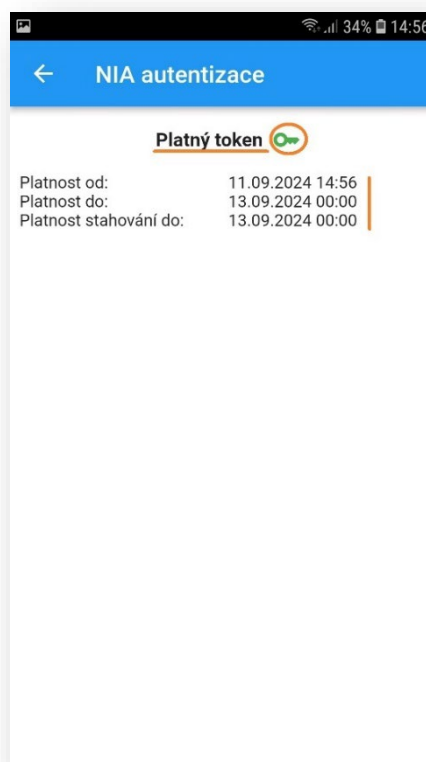 34% 14:56
NIA autentizace
Platný token
Platnost od: 11.09.2024 14:56
Platnost do: 13.09.2024 00:00
Platnost stahování do: 13.09.2024 00:00